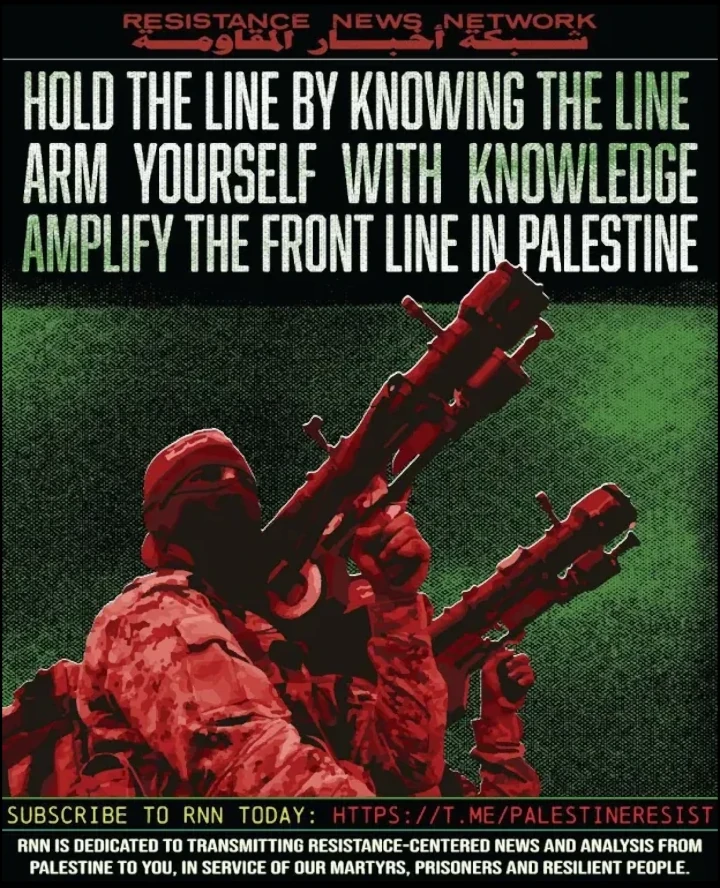 RESISTANCE NEWS NETWORK
شبكة أخبار المقاومة
HOLD THE LINE BY KNOWING THE LINE
ARM YOURSELF WITH KNOWLEDGE
AMPLIFY THE FRONT LINE IN PALESTINE
SUBSCRIBE TO RNN TODAY: HTTPS://T.ME/PALESTINERESIST
RNN IS DEDICATED TO TRANSMITTING RESISTANCE-CENTERED NEWS AND ANALYSIS FROM
PALESTINE TO YOU, IN SERVICE OF OUR MARTYRS, PRISONERS AND RESILIENT PEOPLE.